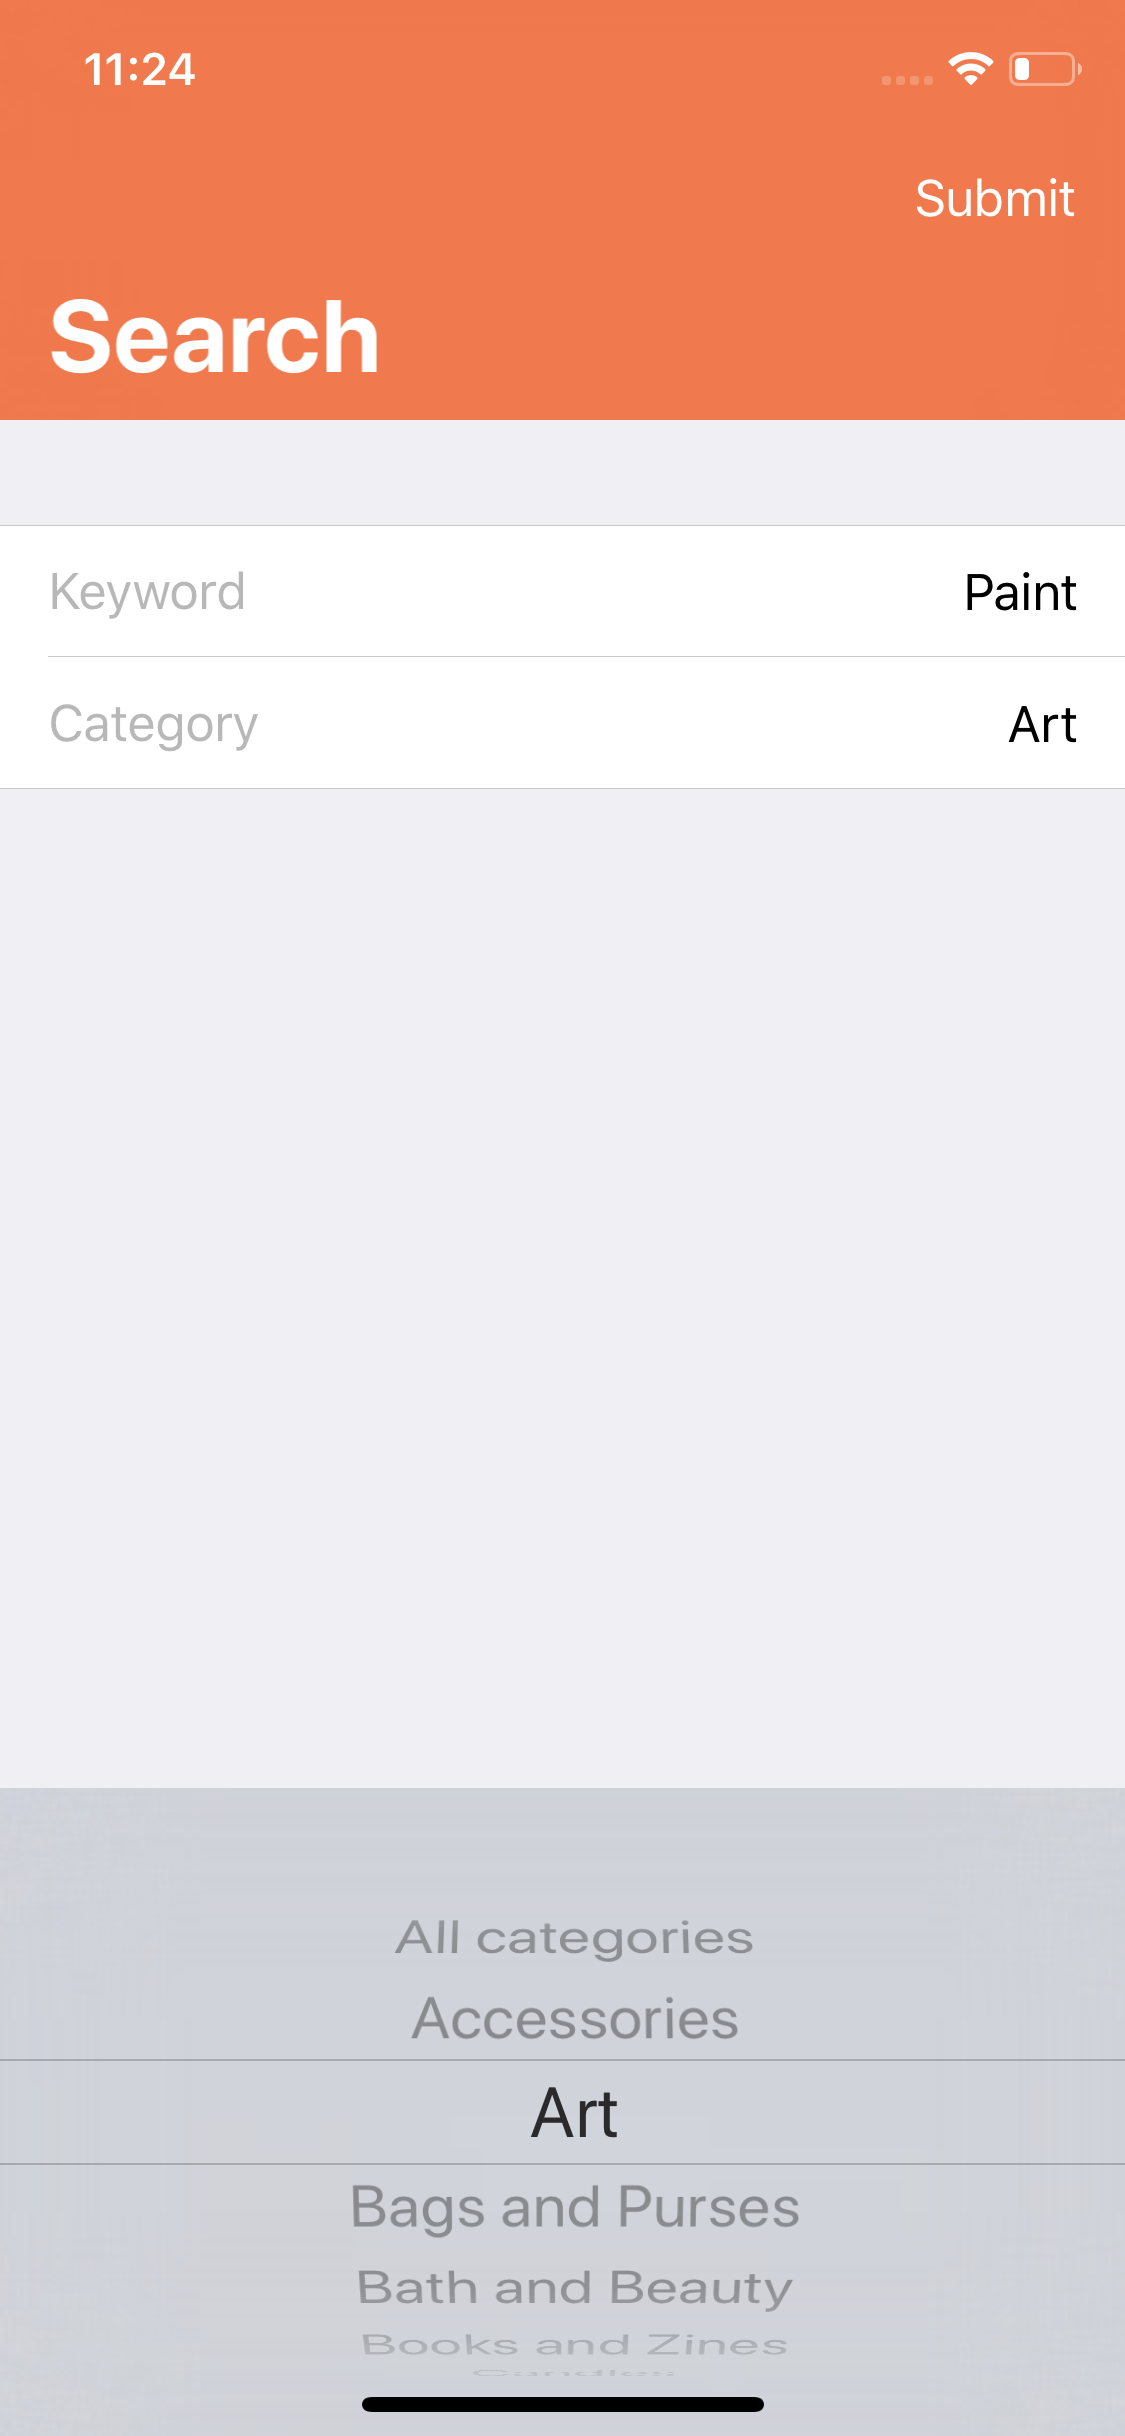 11:24
Submit
Search
Keyword Paint
Category Art
All categories
Accessories
Art
Bags and Purses
Bath and Beauty
Books and Zines
Candles